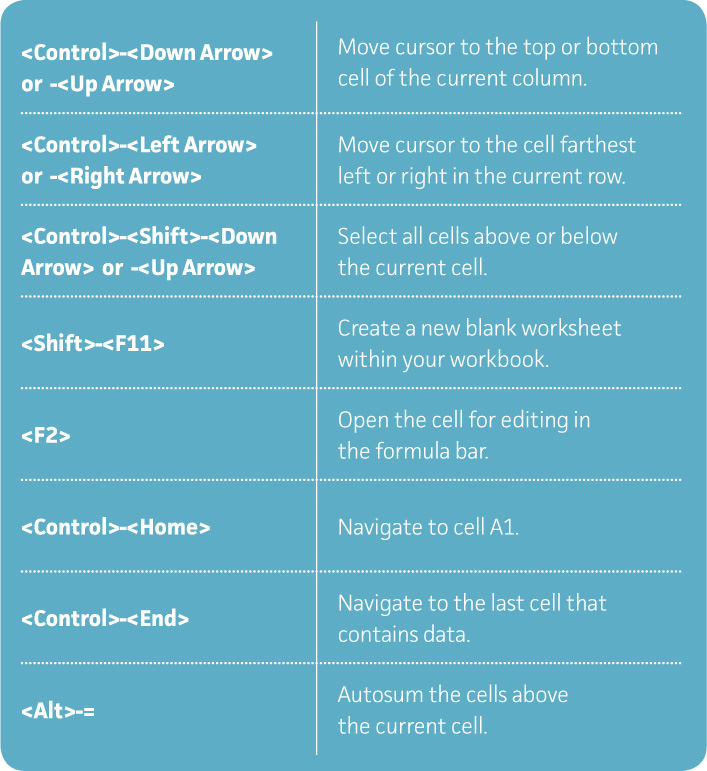 <Control>-<Down Arrow>
or -<Up Arrow>
Move cursor to the top or bottom
cell of the current column.
<Control>-<Left Arrow>
or -<Right Arrow>
Move cursor to the cell farthest
left or right in the current row.
<Control>-<Shift>-<Down
Arrow> or -<Up Arrow>
Select all cells above or below
the current cell.
<Shift>-<F11>
Create a new blank worksheet
within your workbook.
<F2>
Open the cell for editing in
the formula bar.
<Control>-<Home>
Navigate to cell A1.
<Control>-<End>
Navigate to the last cell that
contains data.
<Alt>-=
Autosum the cells above
the current cell.